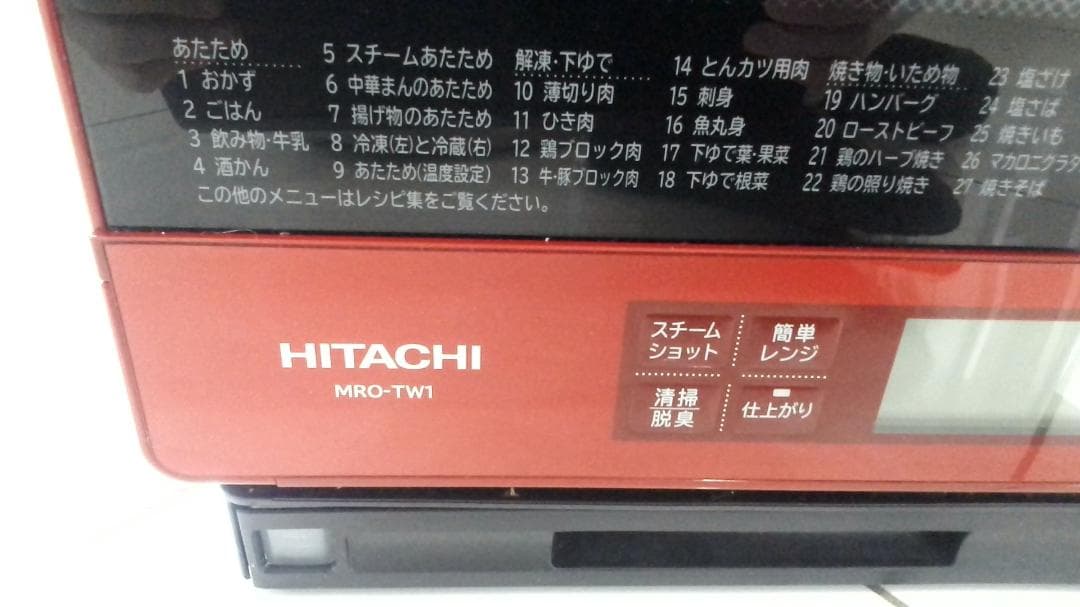 あたため
1 おかず
2 ごはん
3 飲み物・牛乳
4 酒かん
5 スチームあたため
6 中華まんのあたため
7 揚げ物のあたため
8 冷凍(左)と冷蔵(右)
9 あたため(温度設定)
この他のメニューはレシピ集をご覧ください。
解凍・下ゆで
10 薄切り肉
11 ひき肉
12 鶏ブロック肉
13 牛・豚ブロック肉
14 とんカツ用肉
15 刺身
16 魚丸身
17 下ゆで葉・果菜
18 下ゆで根菜
焼き物・いため物
19 ハンバーグ
20 ローストビーフ
21 鶏のハーブ焼き
22 鶏の照り焼き
23 塩さけ
24 塩さば
25 焼きいも
26 マカロニグラタ
27 焼きそば
HITACHI
MRO-TW1
スチーム
ショット
簡単
レンジ
清掃
脱臭
仕上がり